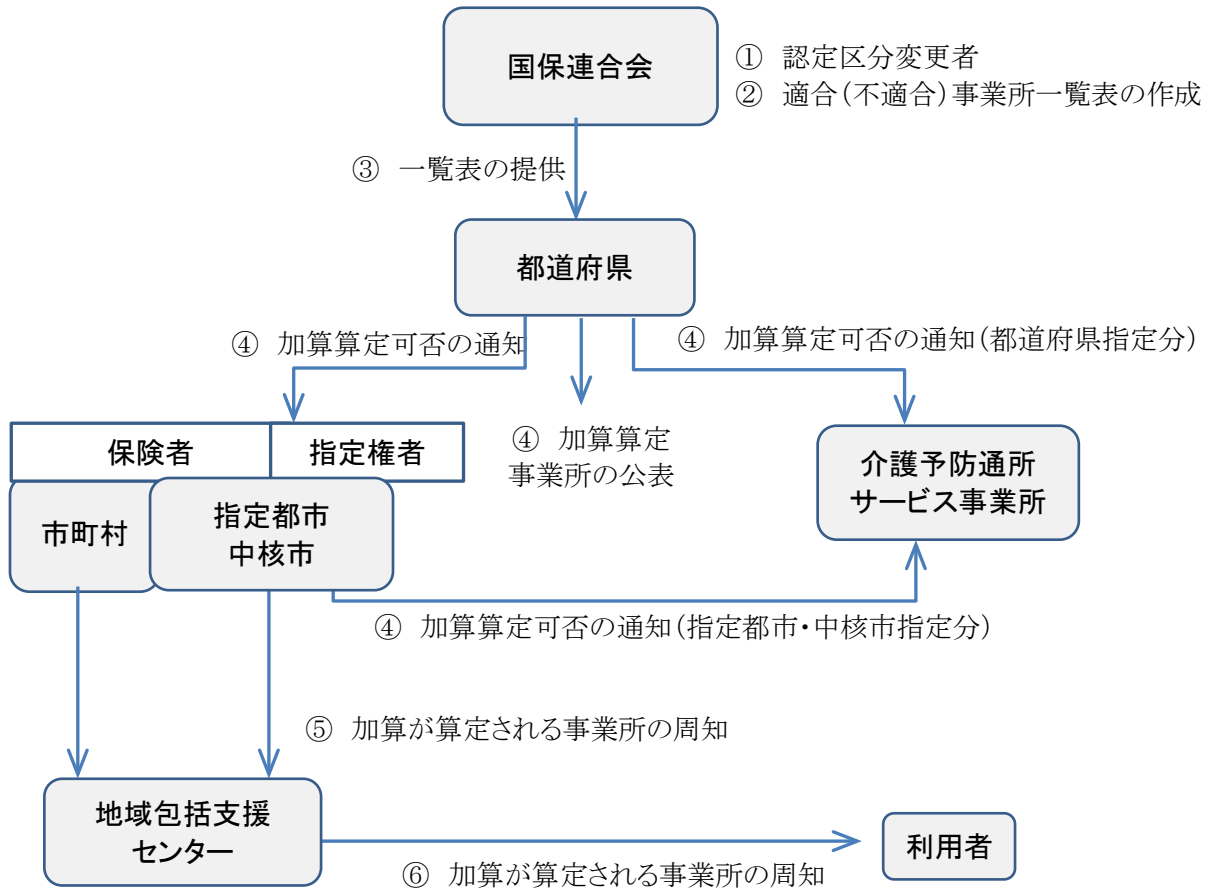 国保連合会
① 認定区分変更者
② 適合(不適合)事業所一覧表の作成
③ 一覧表の提供
都道府県
④ 加算算定可否の通知
④ 加算算定可否の通知(都道府県指定分)
④ 加算算定
事業所の公表
保険者
指定権者
市町村
指定都市
中核市
介護予防通所
サービス事業所
④ 加算算定可否の通知(指定都市・中核市指定分)
⑤ 加算が算定される事業所の周知
地域包括支援
センター
利用者
⑥ 加算が算定される事業所の周知